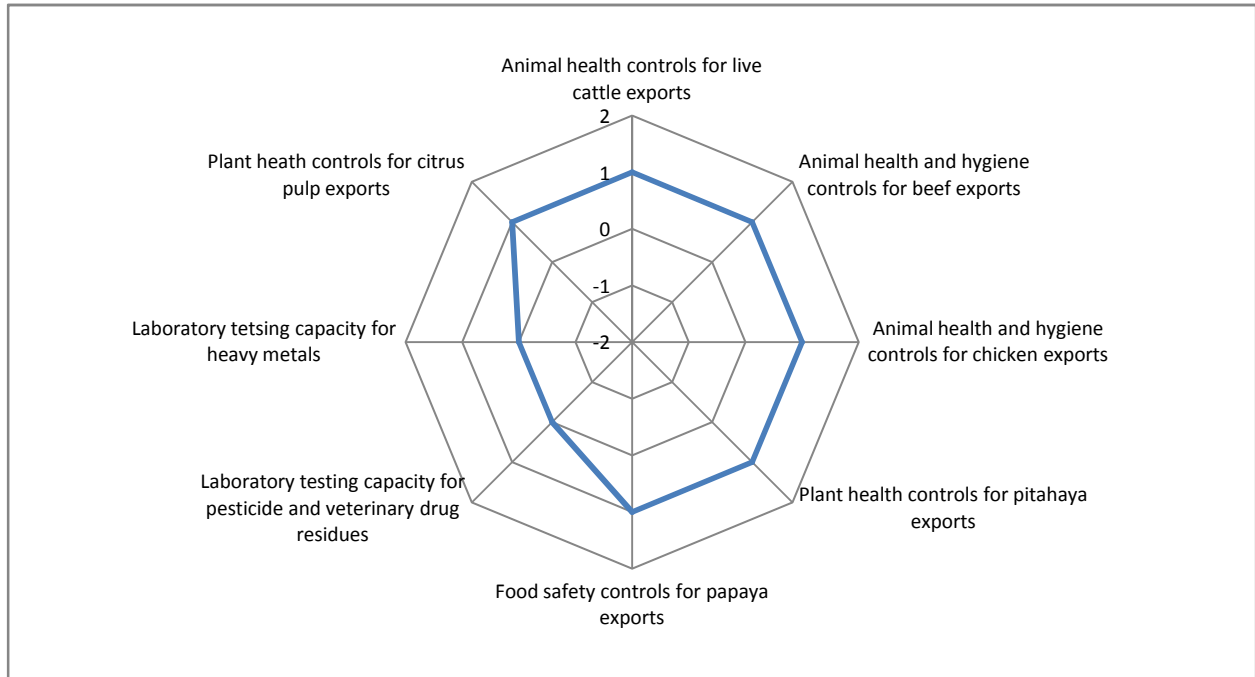 Animal health controls for live
cattle exports
2
1
0
-1
-2
Animal health and hygiene
controls for beef exports
Animal health and hygiene
controls for chicken exports
Plant health controls for pitahaya
exports
Food safety controls for papaya
exports
Laboratory testing capacity for
pesticide and veterinary drug
residues
Laboratory tetsing capacity for
heavy metals
Plant heath controls for citrus
pulp exports